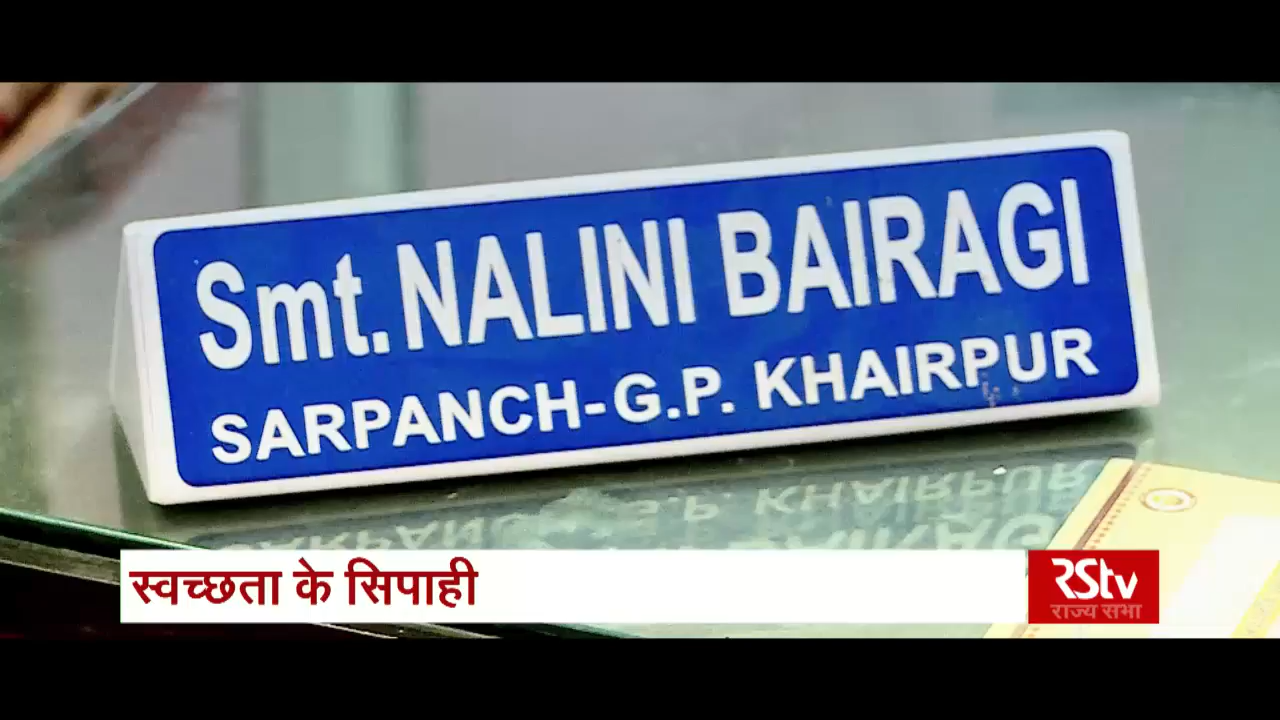 Smt. NALINI BAIRAGI
SARPANCH-G.P. KHAIRPUR
स्वच्छता के सिपाही
RStv
राज्य सभा